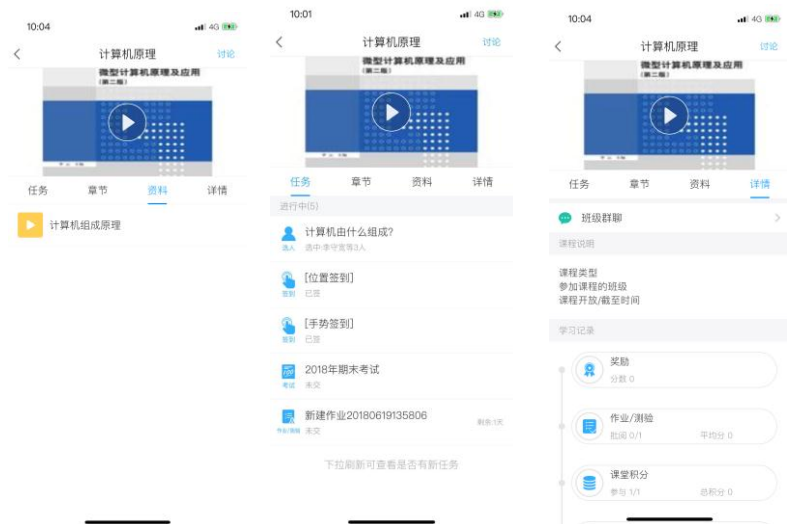 10:04
4G
计算机原理
讨论
微型计算机原理及应用
(第二版)
任务
章节
资料
详情
计算机组成原理
10:01
4G
计算机原理
讨论
微型计算机原理及应用
(第二版)
任务
章节
资料
详情
进行中(5)
计算机由什么组成?
选人
选中:李守宽等3人
[位置签到]
签到
已签
[手势签到]
签到
已签
2018年期末考试
考试
未交
新建作业20180619135806
作业/测验
未交
剩余:1天
下拉刷新可查看是否有新任务
10:04
4G
计算机原理
讨论
微型计算机原理及应用
(第二版)
任务
章节
资料
详情
班级群聊
课程说明
课程类型
参加课程的班级
课程开放/截至时间
学习记录
奖励
分数 0
作业/测验
批阅 0/1
平均分 0
课堂积分
参与 1/1
总积分 0